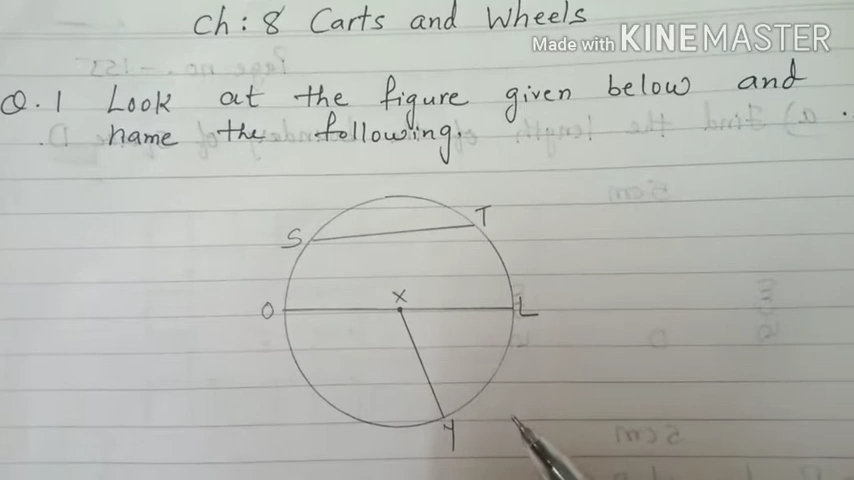 Ch: 8 Carts and Wheels
Made with KINEMASTER
Q.1 Look at the figure given below and
name the following.
S T
O X L
Y